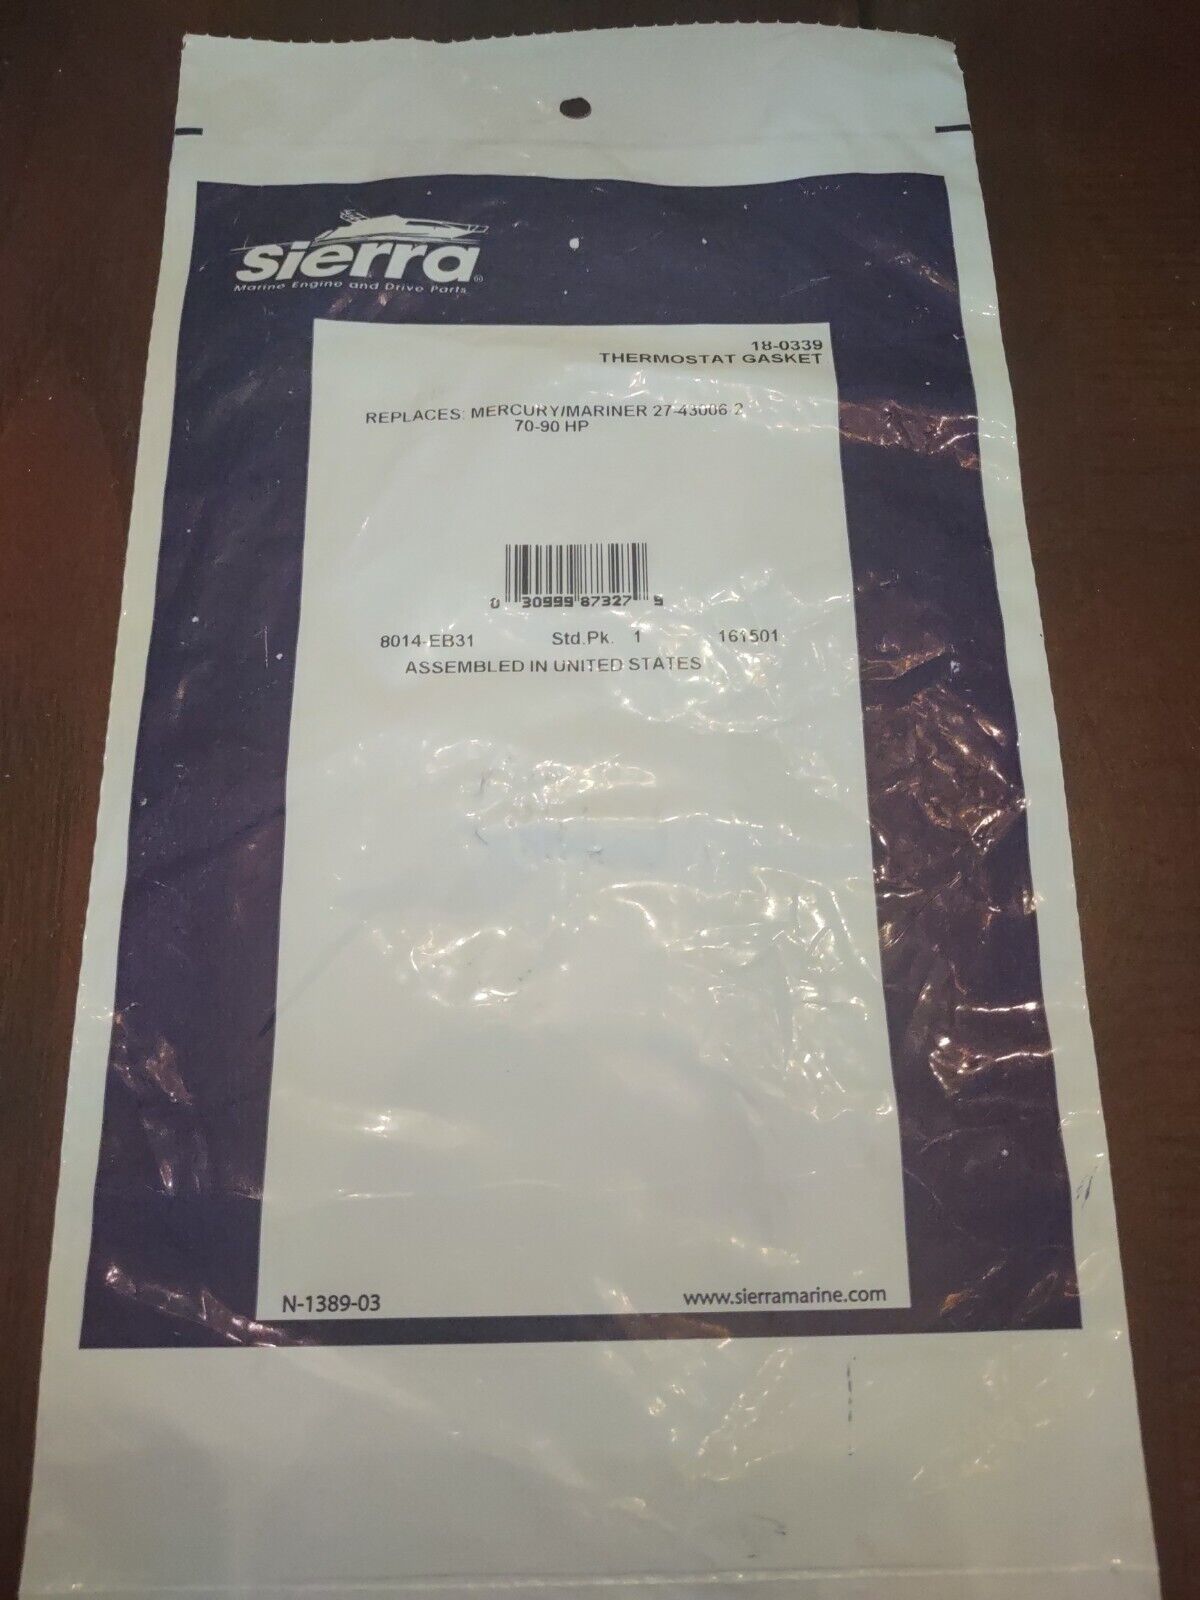 sierra®
Marine Engine and Drive Parts
18-0339
THERMOSTAT GASKET
REPLACES: MERCURY/MARINER 27-43006 2
70-90 HP
0 30999 87327 9
8014-EB31 Std.Pk. 1 161501
ASSEMBLED IN UNITED STATES
N-1389-03 www.sierramarine.com